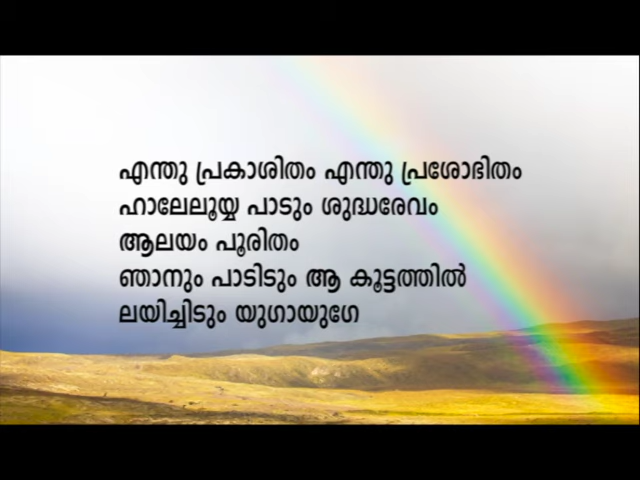 എന്തു പ്രകാശിതം എന്തു പ്രശോഭിതം
ഹാലേലൂയ്യ പാടും ശുദ്ധരേവം
ആലയം പൂരിതം
ഞാനും പാടിടും ആ കൂട്ടത്തിൽ
ലയിച്ചിടും യുഗായുഗേ